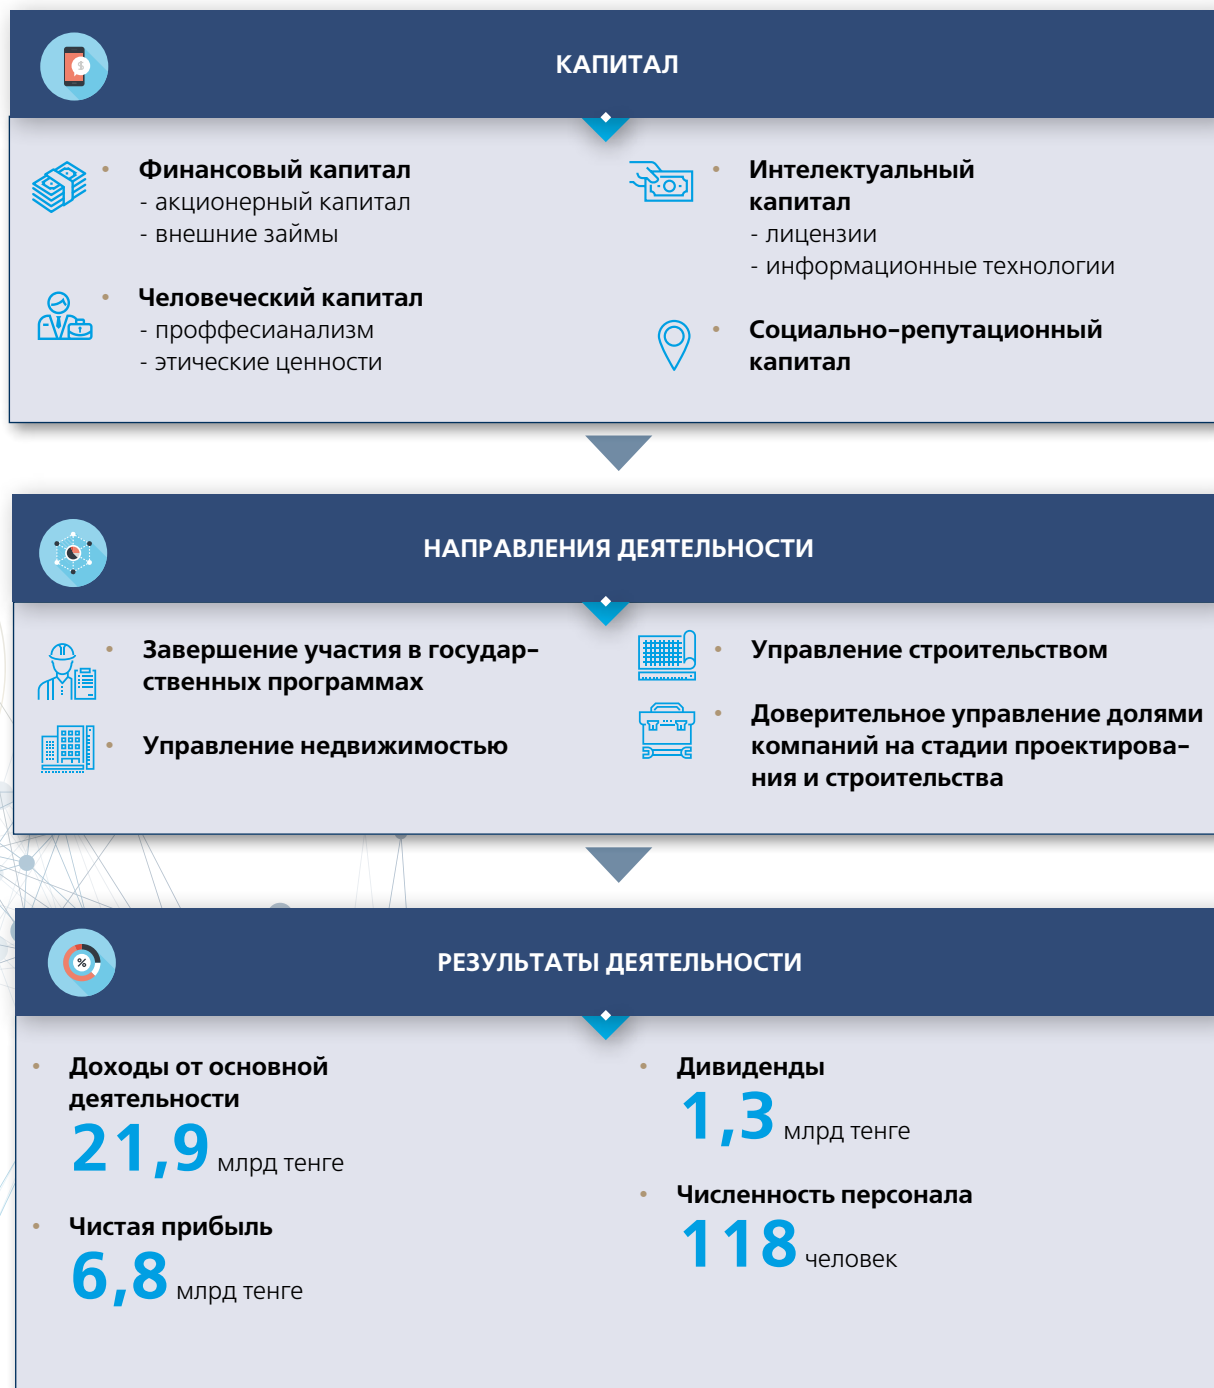 КАПИТАЛ
• Финансовый капитал
- акционерный капитал
- внешние займы
• Человеческий капитал
- проффесианализм
- этические ценности
• Интелектуальный
капитал
- лицензии
- информационные технологии
• Социально-репутационный
капитал
НАПРАВЛЕНИЯ ДЕЯТЕЛЬНОСТИ
• Завершение участия в государ-
ственных программах
• Управление недвижимостью
• Управление строительством
• Доверительное управление долями
компаний на стадии проектирова-
ния и строительства
%
РЕЗУЛЬТАТЫ ДЕЯТЕЛЬНОСТИ
• Доходы от основной
деятельности
21,9 млрд тенге
• Чистая прибыль
6,8 млрд тенге
• Дивиденды
1,3 млрд тенге
• Численность персонала
118 человек